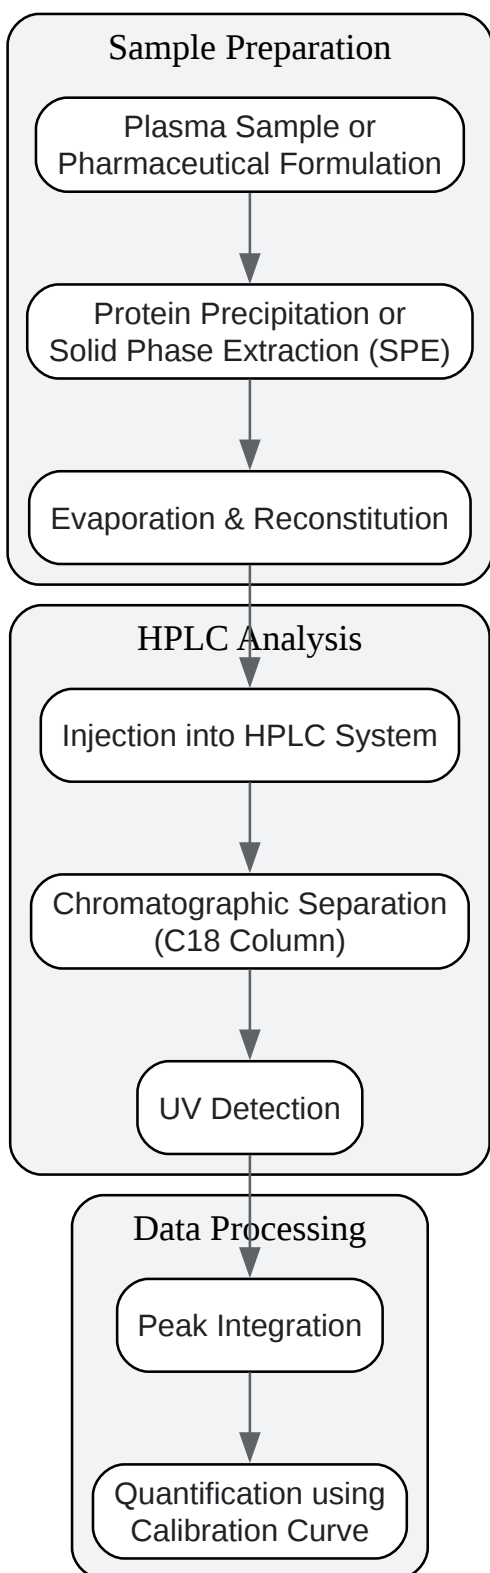 Sample Preparation
Plasma Sample or
Pharmaceutical Formulation
Protein Precipitation or
Solid Phase Extraction (SPE)
Evaporation & Reconstitution
HPLC Analysis
Injection into HPLC System
Chromatographic Separation
(C18 Column)
UV Detection
Data Processing
Peak Integration
Quantification using
Calibration Curve